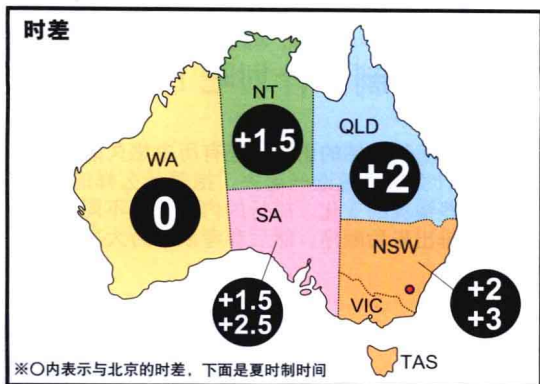 时差
NT
+1.5
QLD
+2
WA
0
SA
NSW
+1.5
+2.5
VIC
+2
+3
TAS
※○内表示与北京的时差，下面是夏时制时间